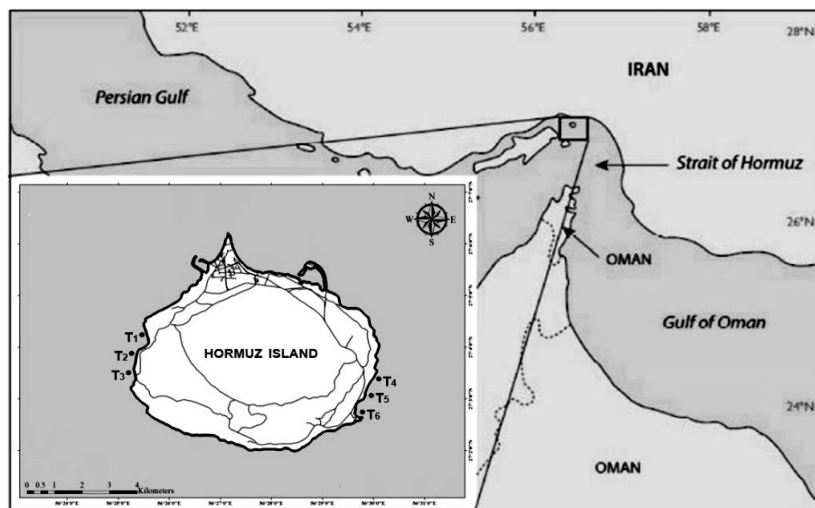 52°E 54°E 56°E 58°E
28°N
IRAN
Persian Gulf
Strait of Hormuz
26°N
OMAN
Gulf of Oman
24°N
OMAN
N
W E
S
T1
T2
T3
HORMUZ ISLAND
T4
T5
T6
0 0.5 1 2 3 4
Kilometers